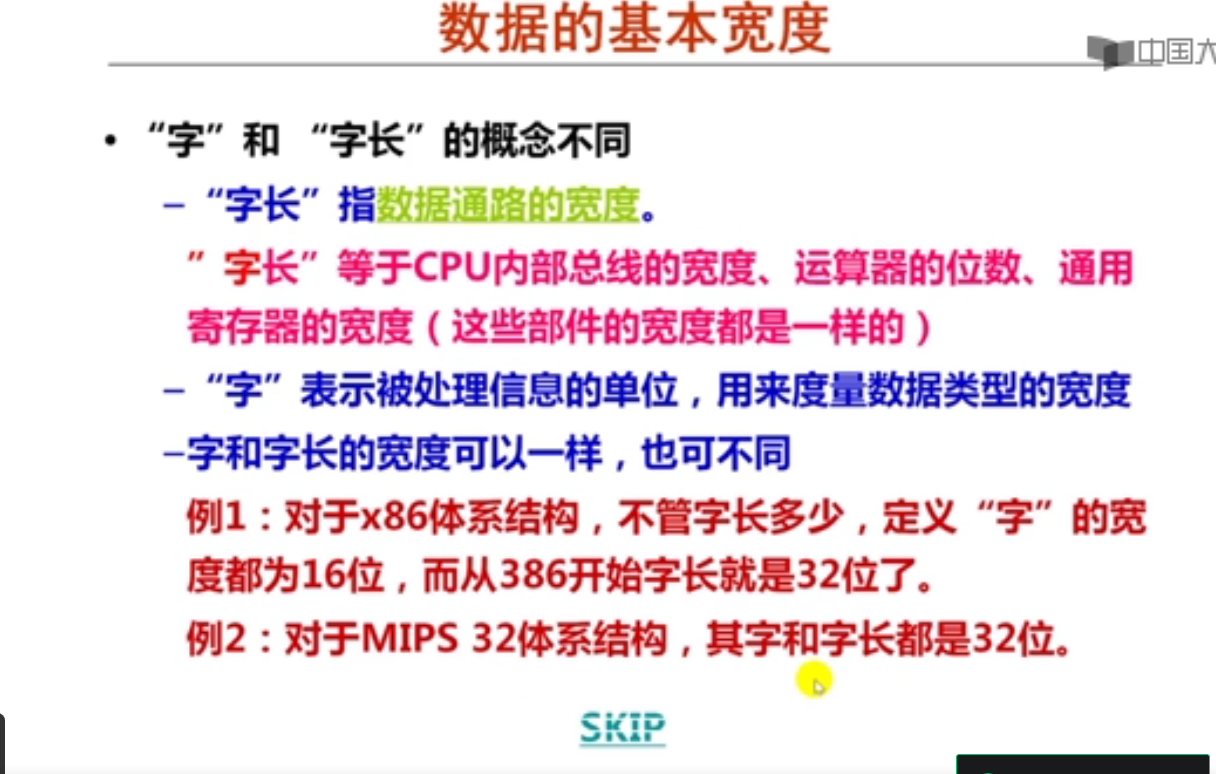 数据的基本宽度
中国大
• “字”和 “字长”的概念不同
–“字长”指数据通路的宽度。
”字长”等于CPU内部总线的宽度、运算器的位数、通用
寄存器的宽度（这些部件的宽度都是一样的）
–“字”表示被处理信息的单位，用来度量数据类型的宽度
–字和字长的宽度可以一样，也可不同
例1：对于x86体系结构，不管字长多少，定义“字”的宽
度都为16位，而从386开始字长就是32位了。
例2：对于MIPS 32体系结构，其字和字长都是32位。
SKIP